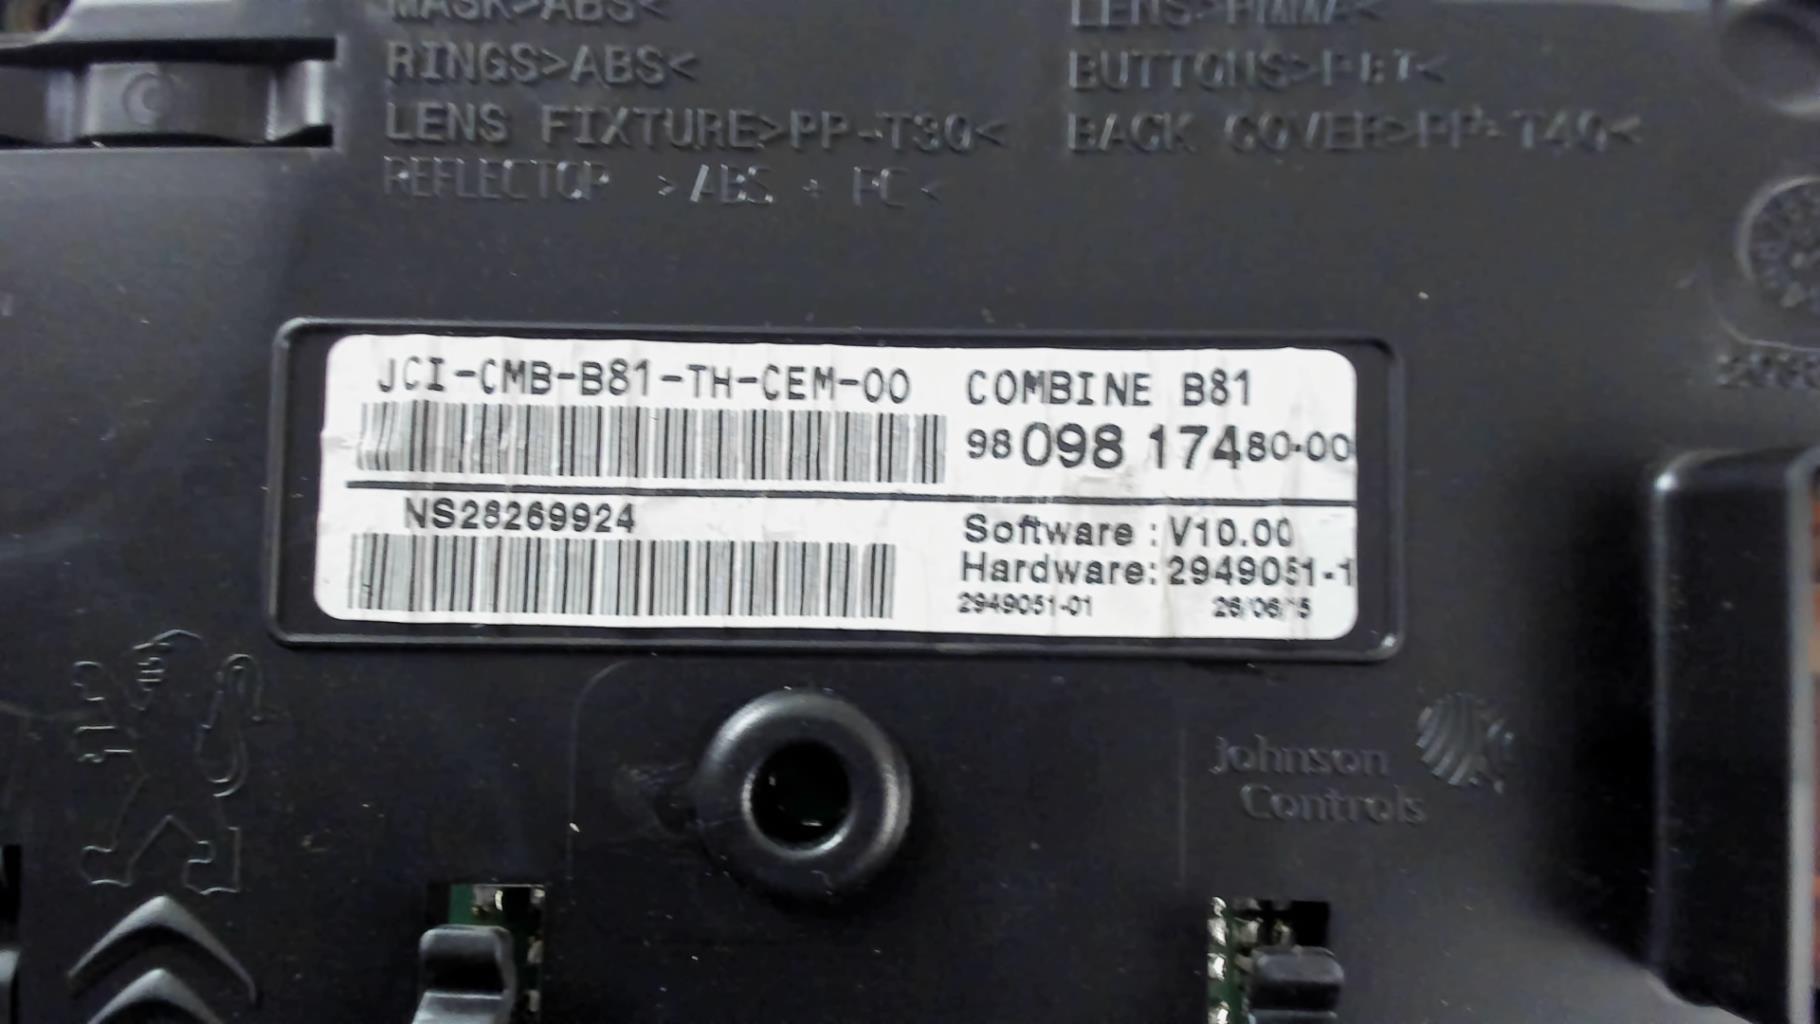 MASK>ABS<
LENS>PMMA<
RINGS>ABS<
BUTTONS>PBT<
LENS FIXTURE>PP-T30<
BACK COVER>PP-T40<
REFLECTOR >ABS + PC<
JCI-CMB-B81-TH-CEM-00
COMBINE B81
98 098 174 80-00
NS28269924
Software : V10.00
Hardware: 2949051-1
2949051-01 26/06/15
Johnson
Controls